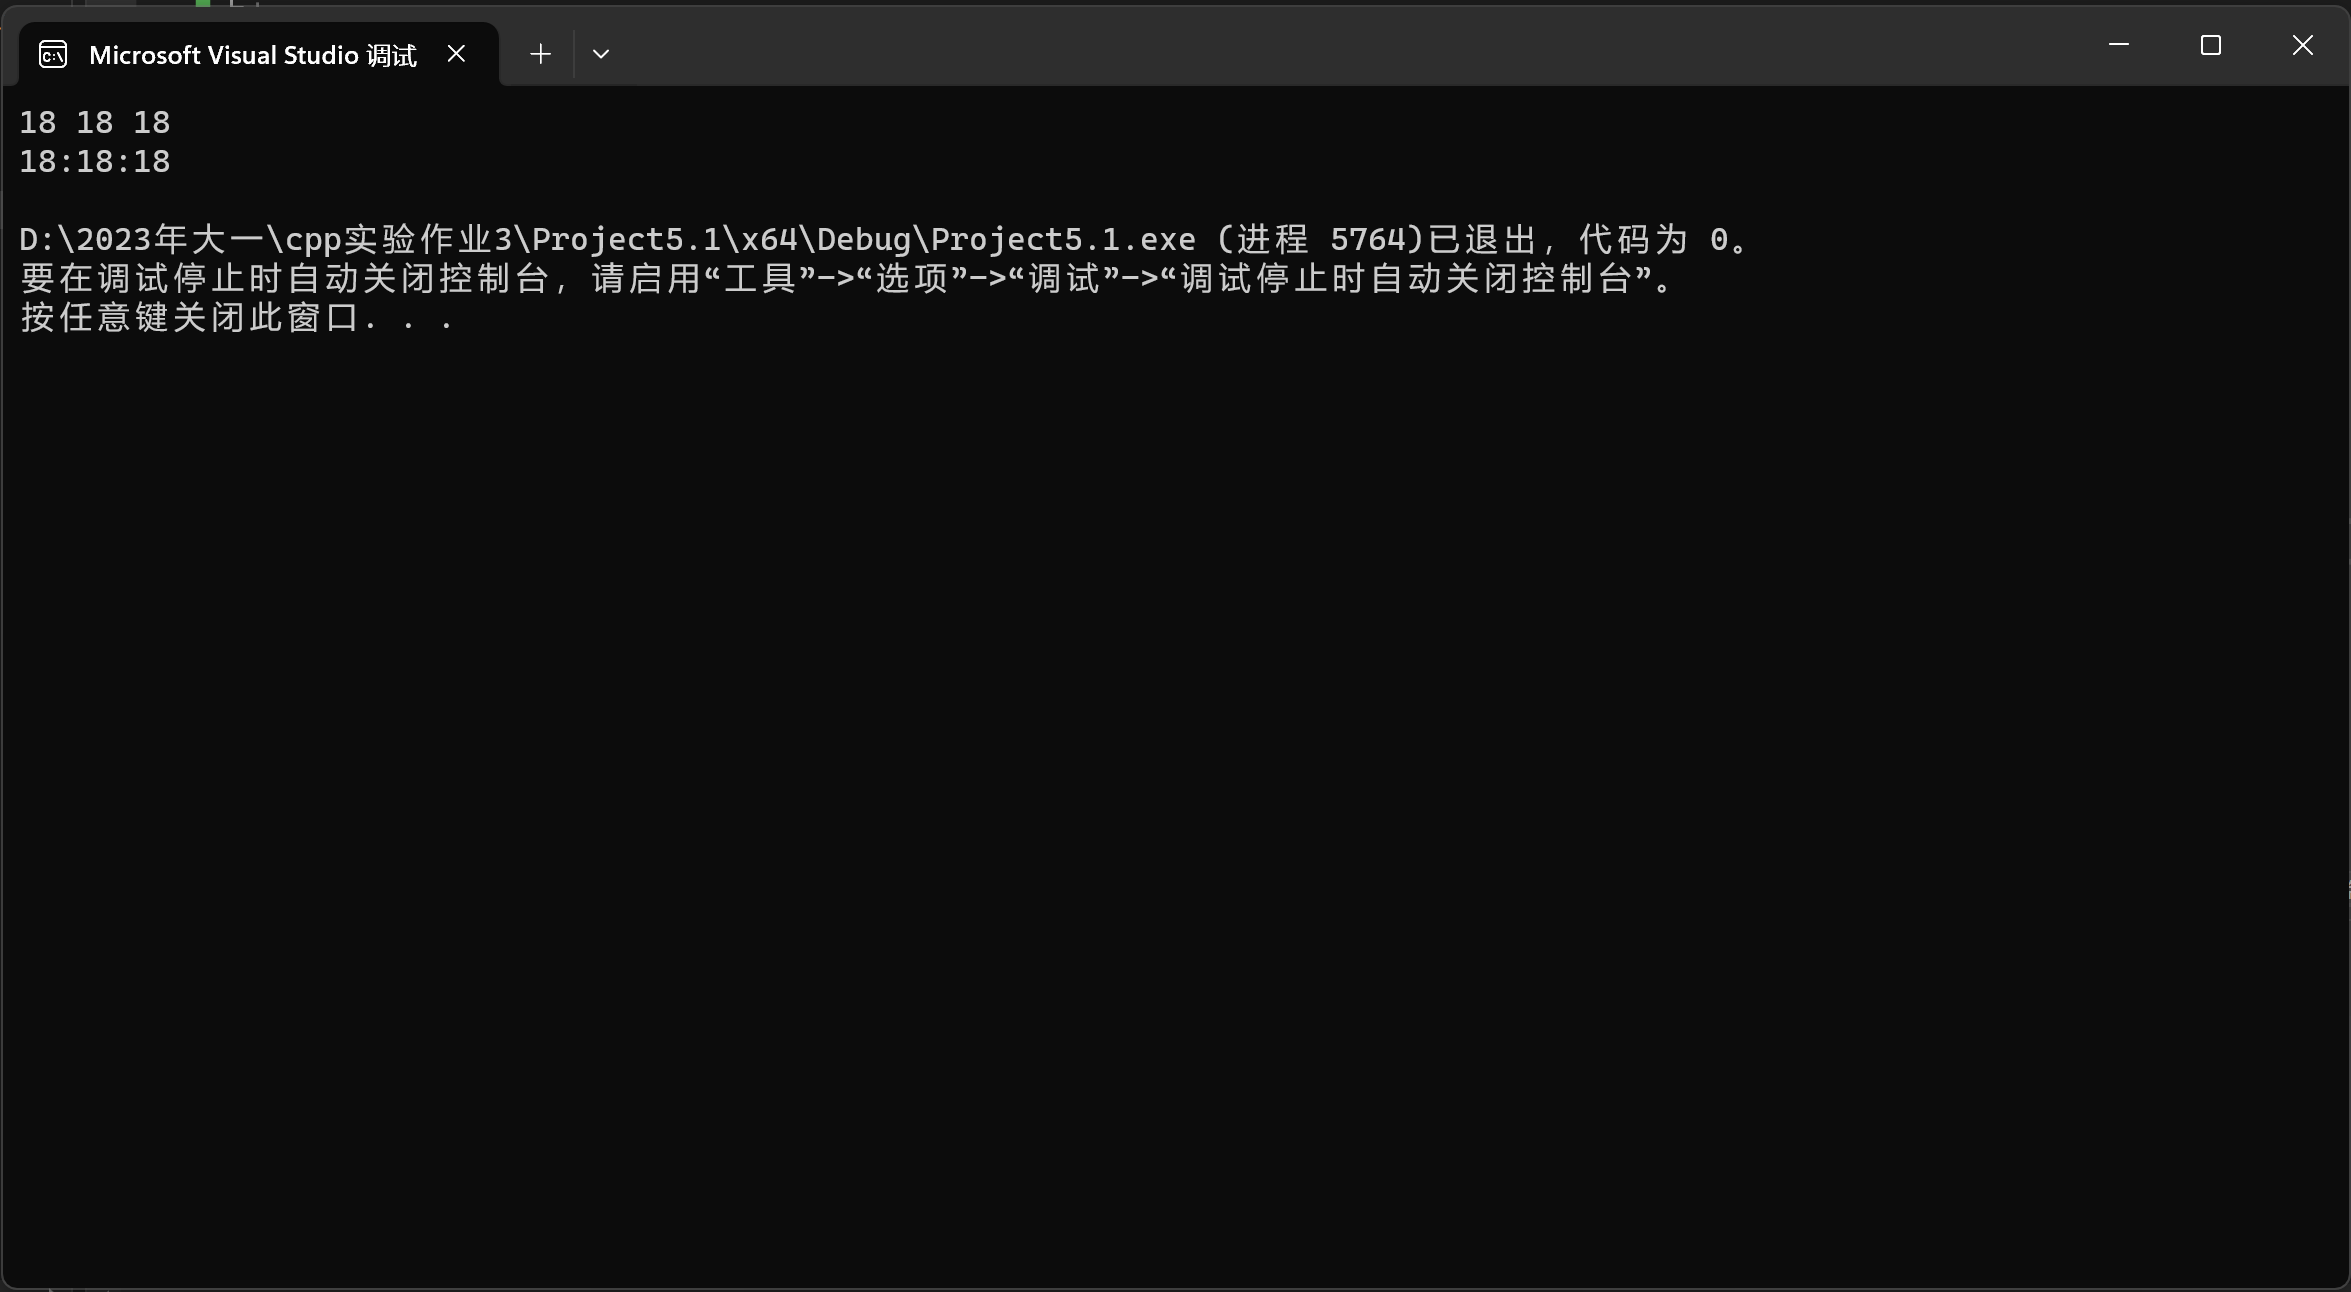 Microsoft Visual Studio 调试
18 18 18
18:18:18
D:\2023年大一\cpp实验作业3\Project5.1\x64\Debug\Project5.1.exe (进程 5764)已退出，代码为 0。
要在调试停止时自动关闭控制台，请启用“工具”->“选项”->“调试”->“调试停止时自动关闭控制台”。
按任意键关闭此窗口. . .